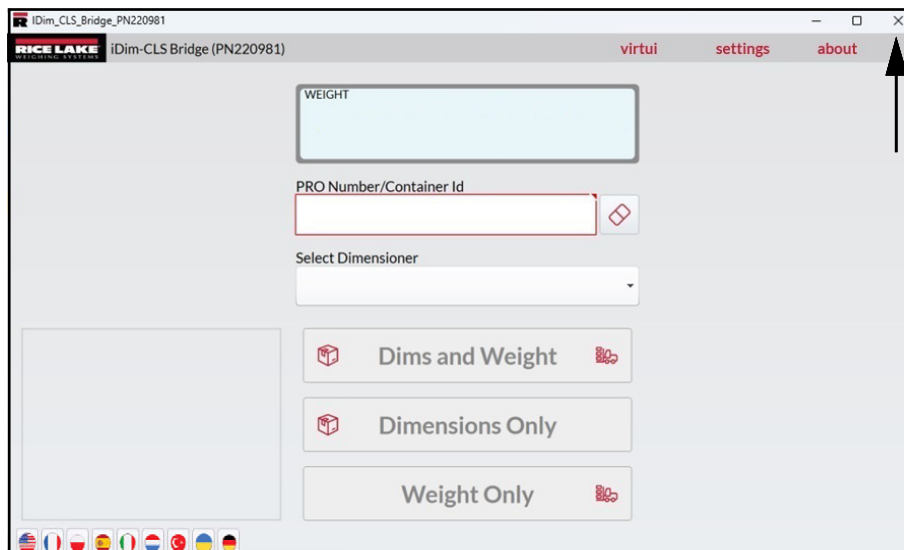 IDim_CLS_Bridge_PN220981
RICE LAKE
WEIGHING SYSTEMS
iDim-CLS Bridge (PN220981)
virtui
settings
about
WEIGHT
PRO Number/Container Id
Select Dimensioner
Dims and Weight
Dimensions Only
Weight Only